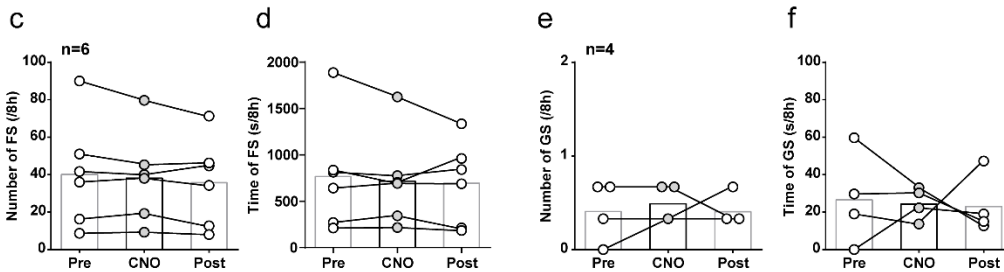 c
n=6
Number of FS (/8h)
100
80
60
40
20
0
Pre CNO Post
d
Time of FS (s/8h)
2000
1500
1000
500
0
Pre CNO Post
e
n=4
Number of GS (/8h)
2
1
0
Pre CNO Post
f
Time of GS (s/8h)
100
80
60
40
20
0
Pre CNO Post